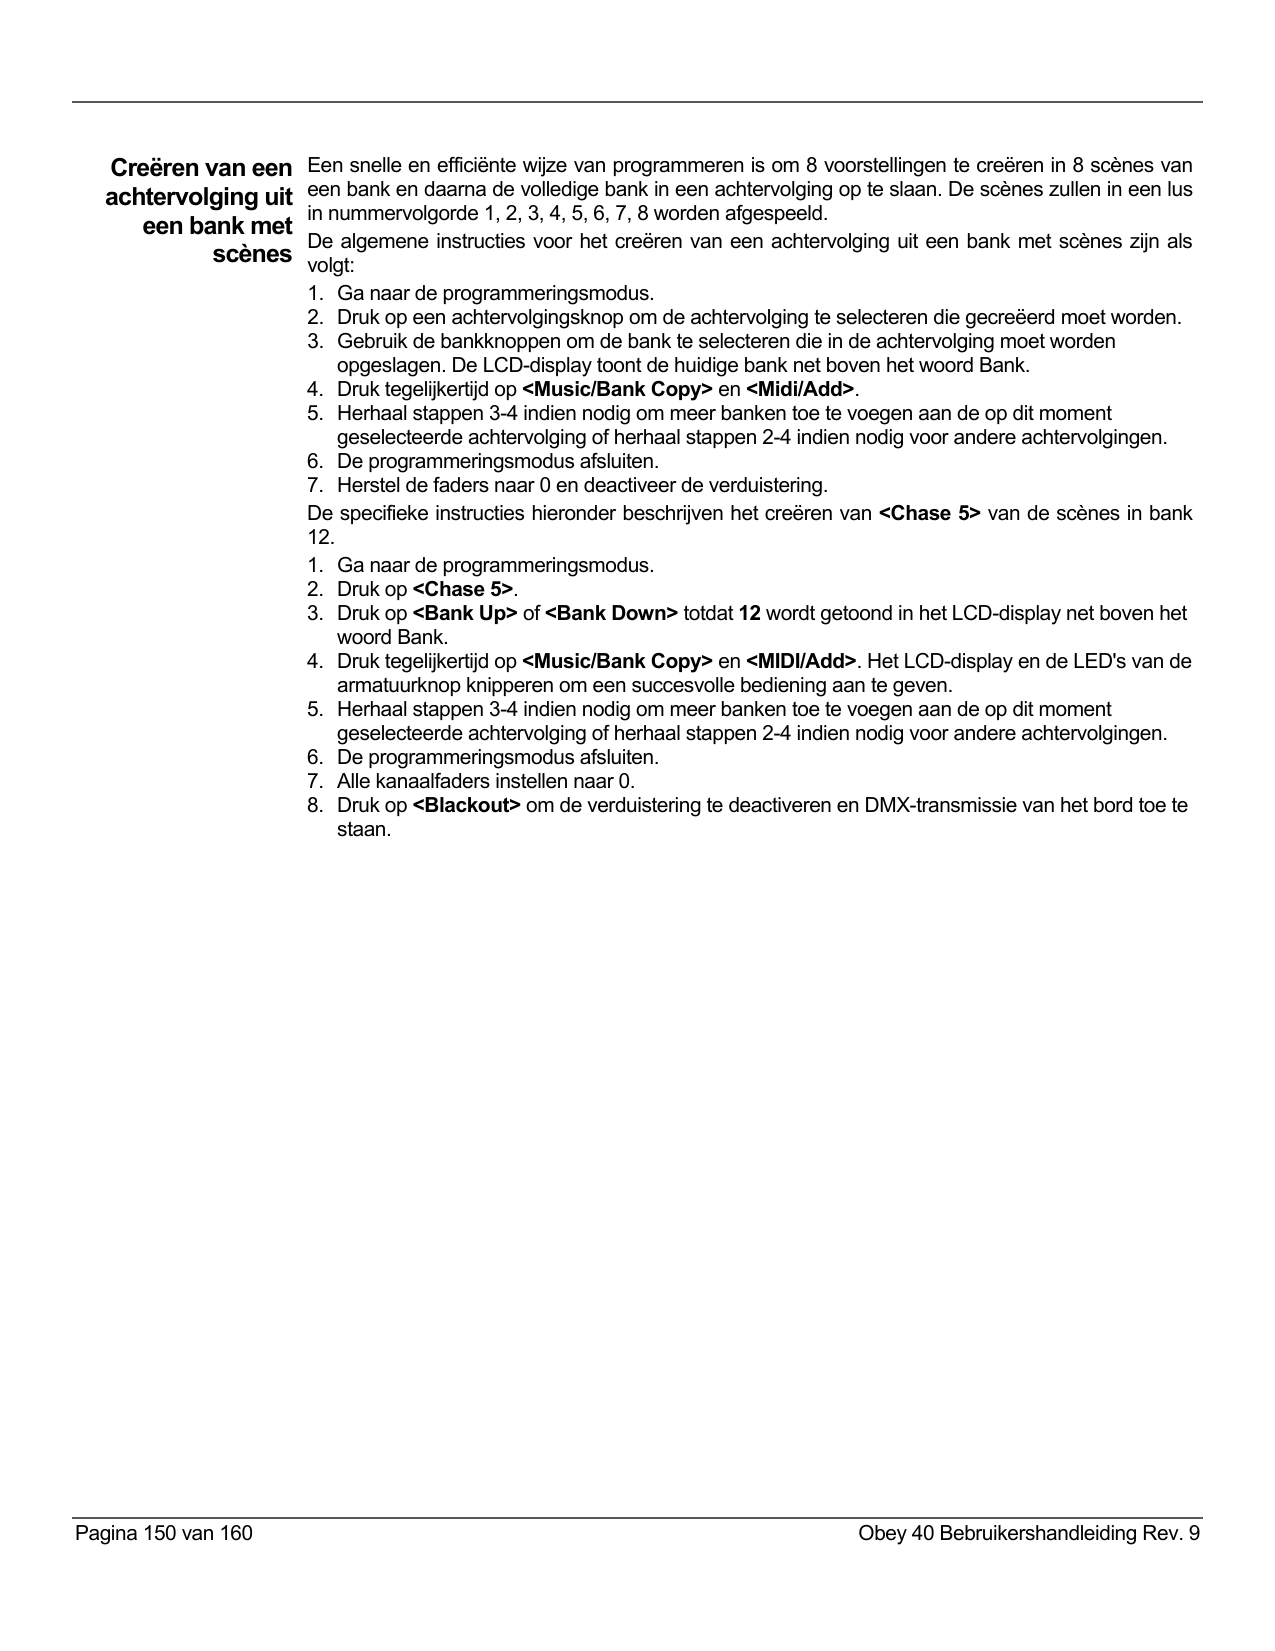 Creëren van een
achtervolging uit
een bank met
scènes
Een snelle en efficiënte wijze van programmeren is om 8 voorstellingen te creëren in 8 scènes van
een bank en daarna de volledige bank in een achtervolging op te slaan. De scènes zullen in een lus
in nummervolgorde 1, 2, 3, 4, 5, 6, 7, 8 worden afgespeeld.
De algemene instructies voor het creëren van een achtervolging uit een bank met scènes zijn als
volgt:
1. Ga naar de programmeringsmodus.
2. Druk op een achtervolgingsknop om de achtervolging te selecteren die gecreëerd moet worden.
3. Gebruik de bankknoppen om de bank te selecteren die in de achtervolging moet worden
opgeslagen. De LCD-display toont de huidige bank net boven het woord Bank.
4. Druk tegelijkertijd op <Music/Bank Copy> en <Midi/Add>.
5. Herhaal stappen 3-4 indien nodig om meer banken toe te voegen aan de op dit moment
geselecteerde achtervolging of herhaal stappen 2-4 indien nodig voor andere achtervolgingen.
6. De programmeringsmodus afsluiten.
7. Herstel de faders naar 0 en deactiveer de verduistering.
De specifieke instructies hieronder beschrijven het creëren van <Chase 5> van de scènes in bank
12.
1. Ga naar de programmeringsmodus.
2. Druk op <Chase 5>.
3. Druk op <Bank Up> of <Bank Down> totdat 12 wordt getoond in het LCD-display net boven het
woord Bank.
4. Druk tegelijkertijd op <Music/Bank Copy> en <MIDI/Add>. Het LCD-display en de LED's van de
armatuurknop knipperen om een succesvolle bediening aan te geven.
5. Herhaal stappen 3-4 indien nodig om meer banken toe te voegen aan de op dit moment
geselecteerde achtervolging of herhaal stappen 2-4 indien nodig voor andere achtervolgingen.
6. De programmeringsmodus afsluiten.
7. Alle kanaalfaders instellen naar 0.
8. Druk op <Blackout> om de verduistering te deactiveren en DMX-transmissie van het bord toe te
staan.
Pagina 150 van 160
Obey 40 Bebruikershandleiding Rev. 9